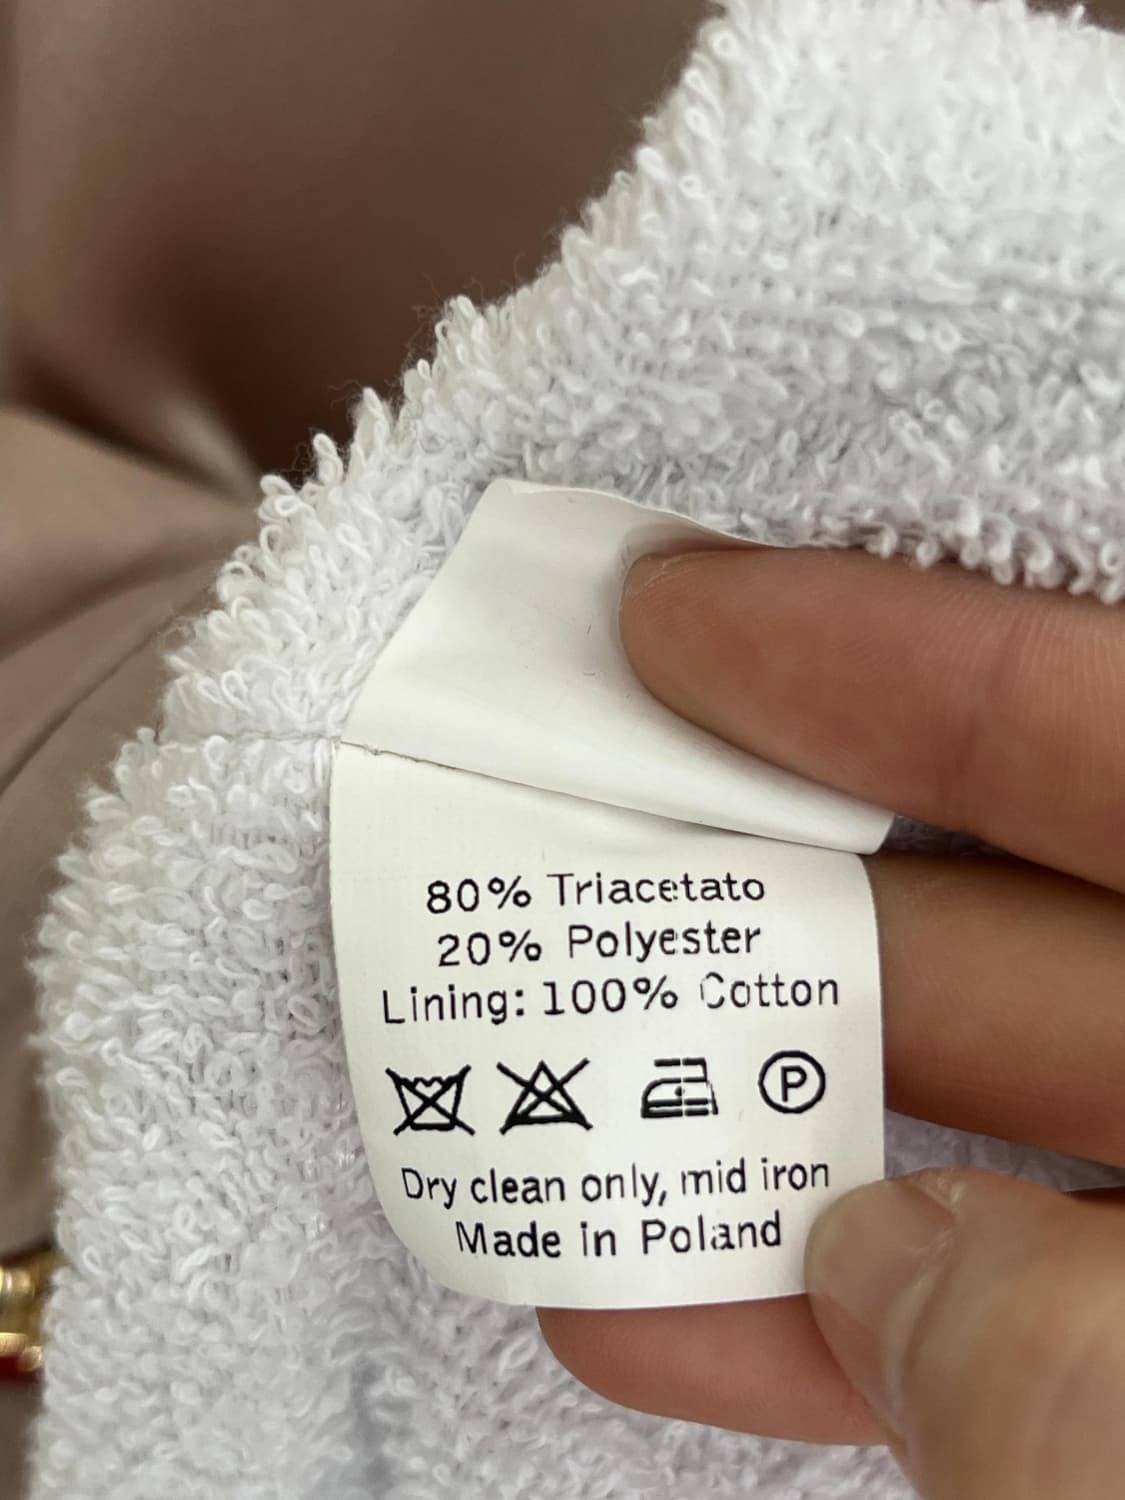 80% Triacetato
20% Polyester
Lining: 100% Cotton
P
Dry clean only, mid iron
Made in Poland